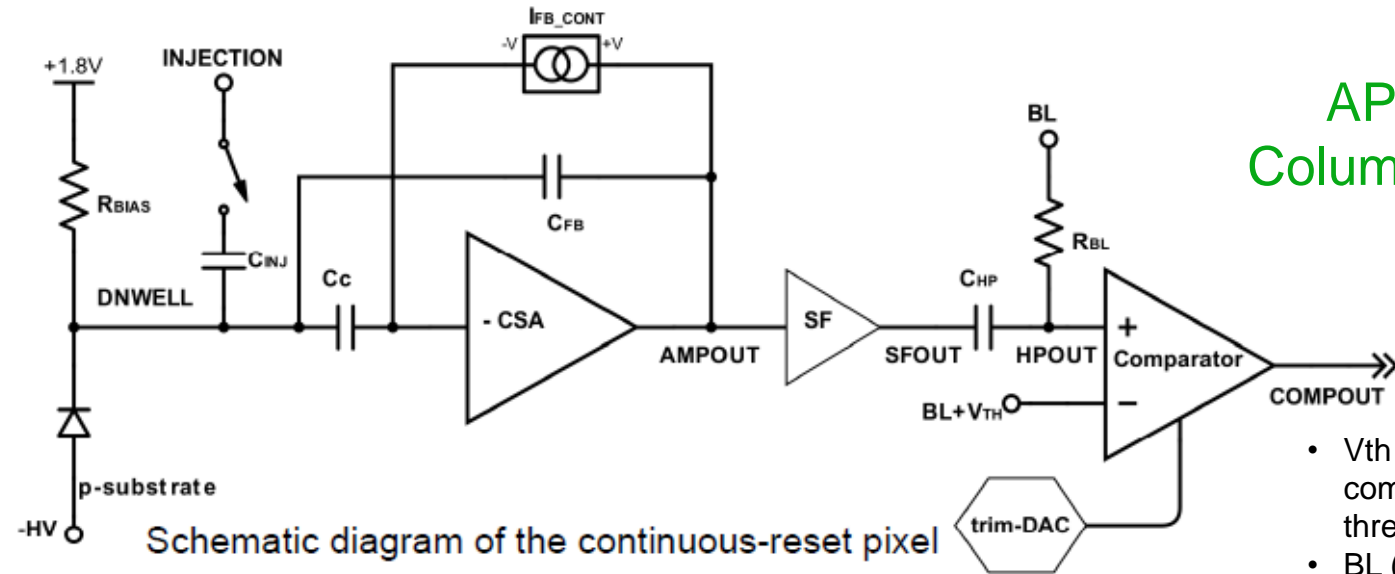 IFB_CONT
-V +V
+1.8V
INJECTION
RBIAS
CINJ
CFB
BL
AP
Colum
RBL
DNWELL
Cc
- CSA
AMPOUT
SF
SFOUT
CHP
HPOUT
+
Comparator
−
BL+VTH
COMPOUT
p-substrate
-HV
Schematic diagram of the continuous-reset pixel
trim-DAC
• Vth
com
thre
• BL (